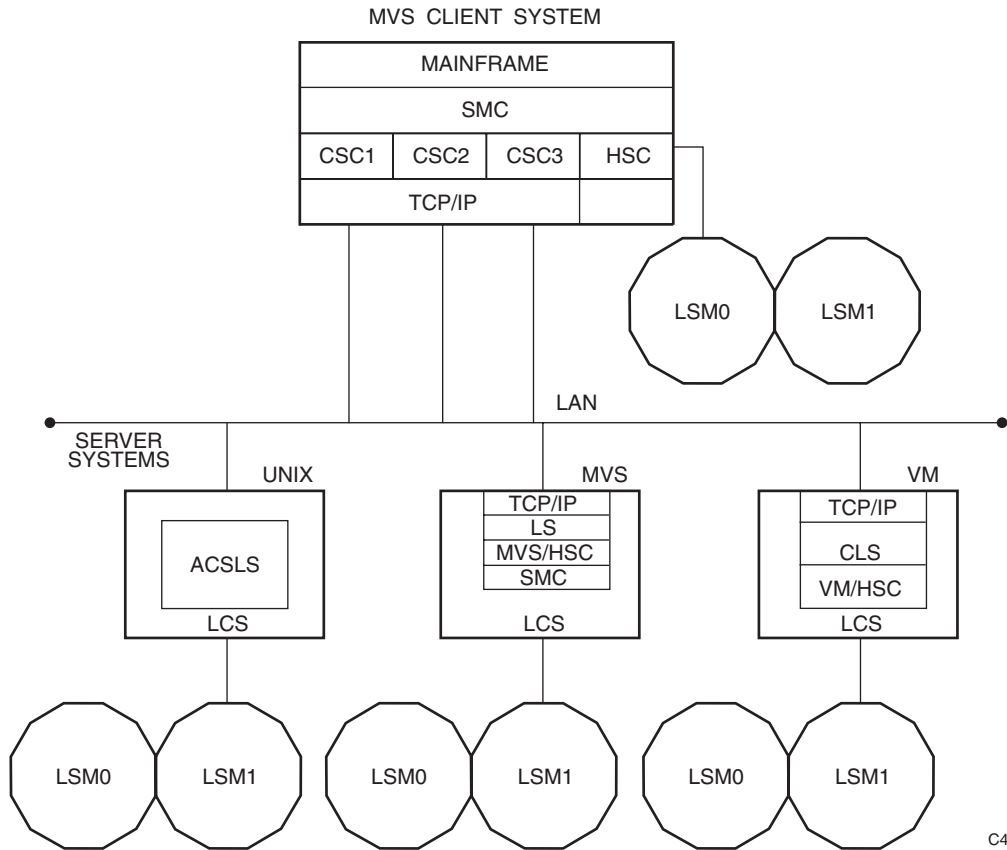 MVS CLIENT SYSTEM
MAINFRAME
SMC
CSC1 CSC2 CSC3 HSC
TCP/IP
LSM0 LSM1
LAN
SERVER
SYSTEMS
UNIX MVS VM
TCP/IP TCP/IP
LS
ACSLS MVS/HSC CLS
SMC VM/HSC
LCS LCS LCS
LSM0 LSM1 LSM0 LSM1 LSM0 LSM1
C4